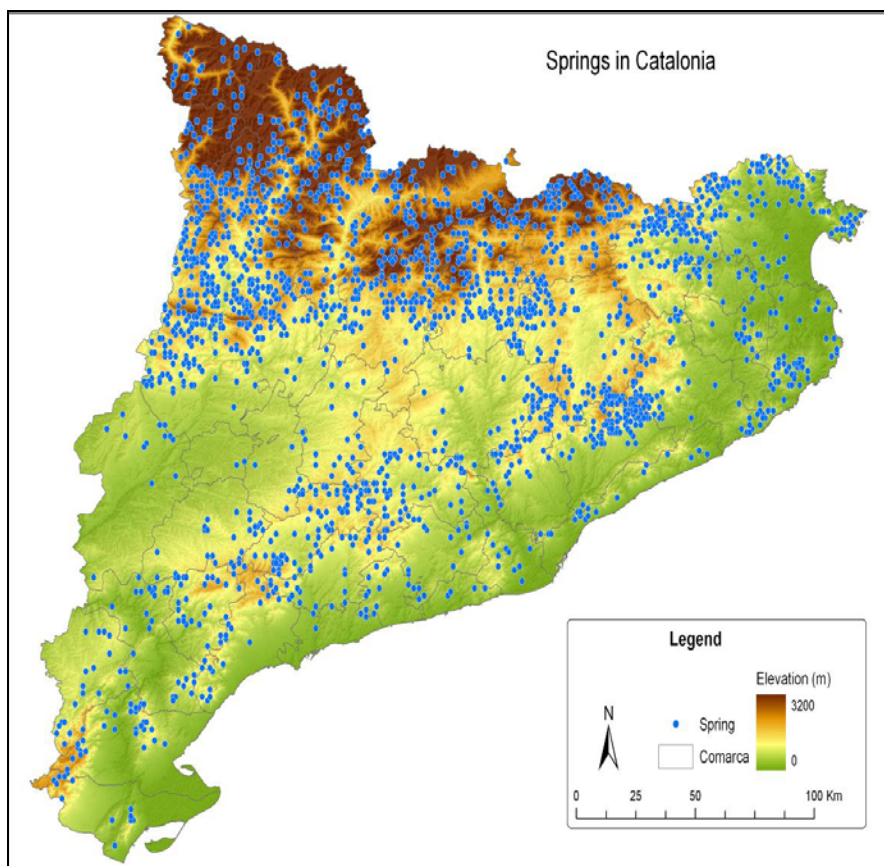 Springs in Catalonia
Legend
Elevation (m)
3200
0
Spring
Comarca
N
0 25 50 100 Km